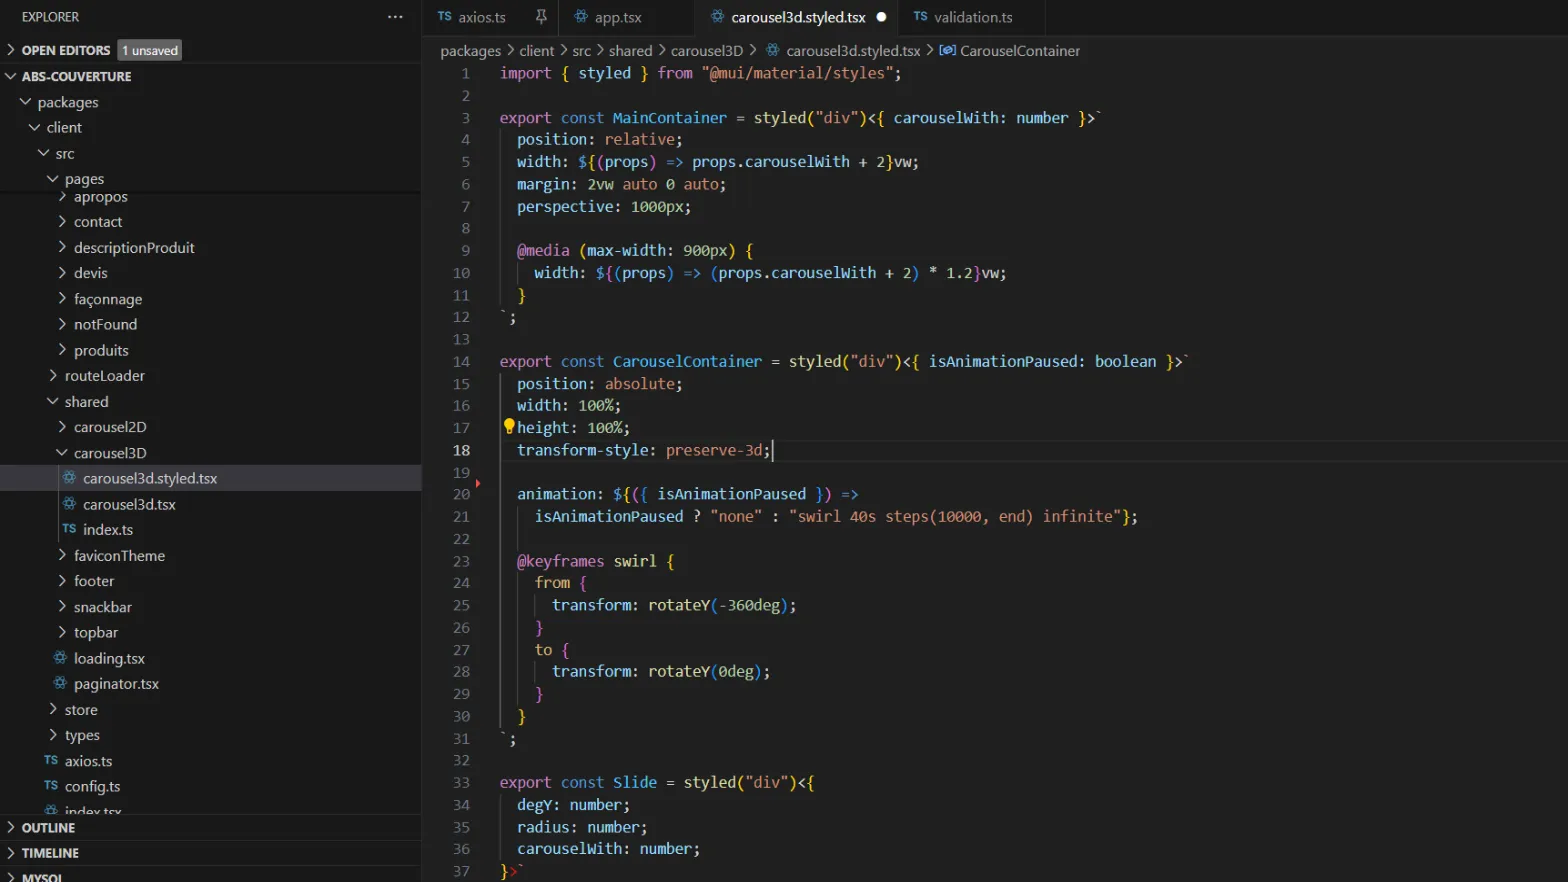 EXPLORER
···
OPEN EDITORS 1 unsaved
ABS-COUVERTURE
packages
client
src
pages
apropos
contact
descriptionProduit
devis
façonnage
notFound
produits
routeLoader
shared
carousel2D
carousel3D
carousel3d.styled.tsx
carousel3d.tsx
TS index.ts
faviconTheme
footer
snackbar
topbar
loading.tsx
paginator.tsx
store
types
TS axios.ts
TS config.ts
index.tsx
OUTLINE
TIMELINE
MYSQL
TS axios.ts app.tsx carousel3d.styled.tsx ● TS validation.ts
packages > client > src > shared > carousel3D > carousel3d.styled.tsx > CarouselContainer
1 import { styled } from "@mui/material/styles";
2
3 export const MainContainer = styled("div")<{ carouselWith: number }>`
4 position: relative;
5 width: ${(props) => props.carouselWith + 2}vw;
6 margin: 2vw auto 0 auto;
7 perspective: 1000px;
8
9 @media (max-width: 900px) {
10 width: ${(props) => (props.carouselWith + 2) * 1.2}vw;
11 }
12 `;
13
14 export const CarouselContainer = styled("div")<{ isAnimationPaused: boolean }>`
15 position: absolute;
16 width: 100%;
17 height: 100%;
18 transform-style: preserve-3d;
19
20 animation: ${({ isAnimationPaused }) =>
21 isAnimationPaused ? "none" : "swirl 40s steps(10000, end) infinite"};
22
23 @keyframes swirl {
24 from {
25 transform: rotateY(-360deg);
26 }
27 to {
28 transform: rotateY(0deg);
29 }
30 }
31 `;
32
33 export const Slide = styled("div")<{
34 degY: number;
35 radius: number;
36 carouselWith: number;
37 }>`